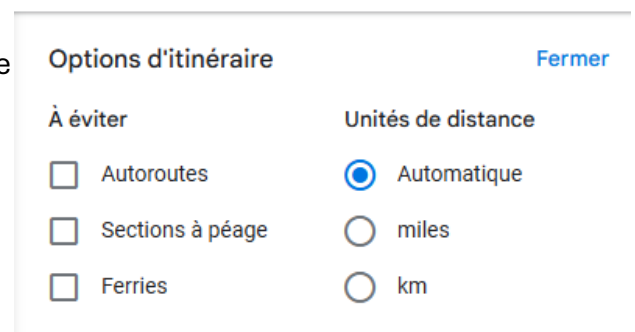 e
Options d'itinéraire
Fermer
À éviter
Unités de distance
Autoroutes
Automatique
Sections à péage
miles
Ferries
km